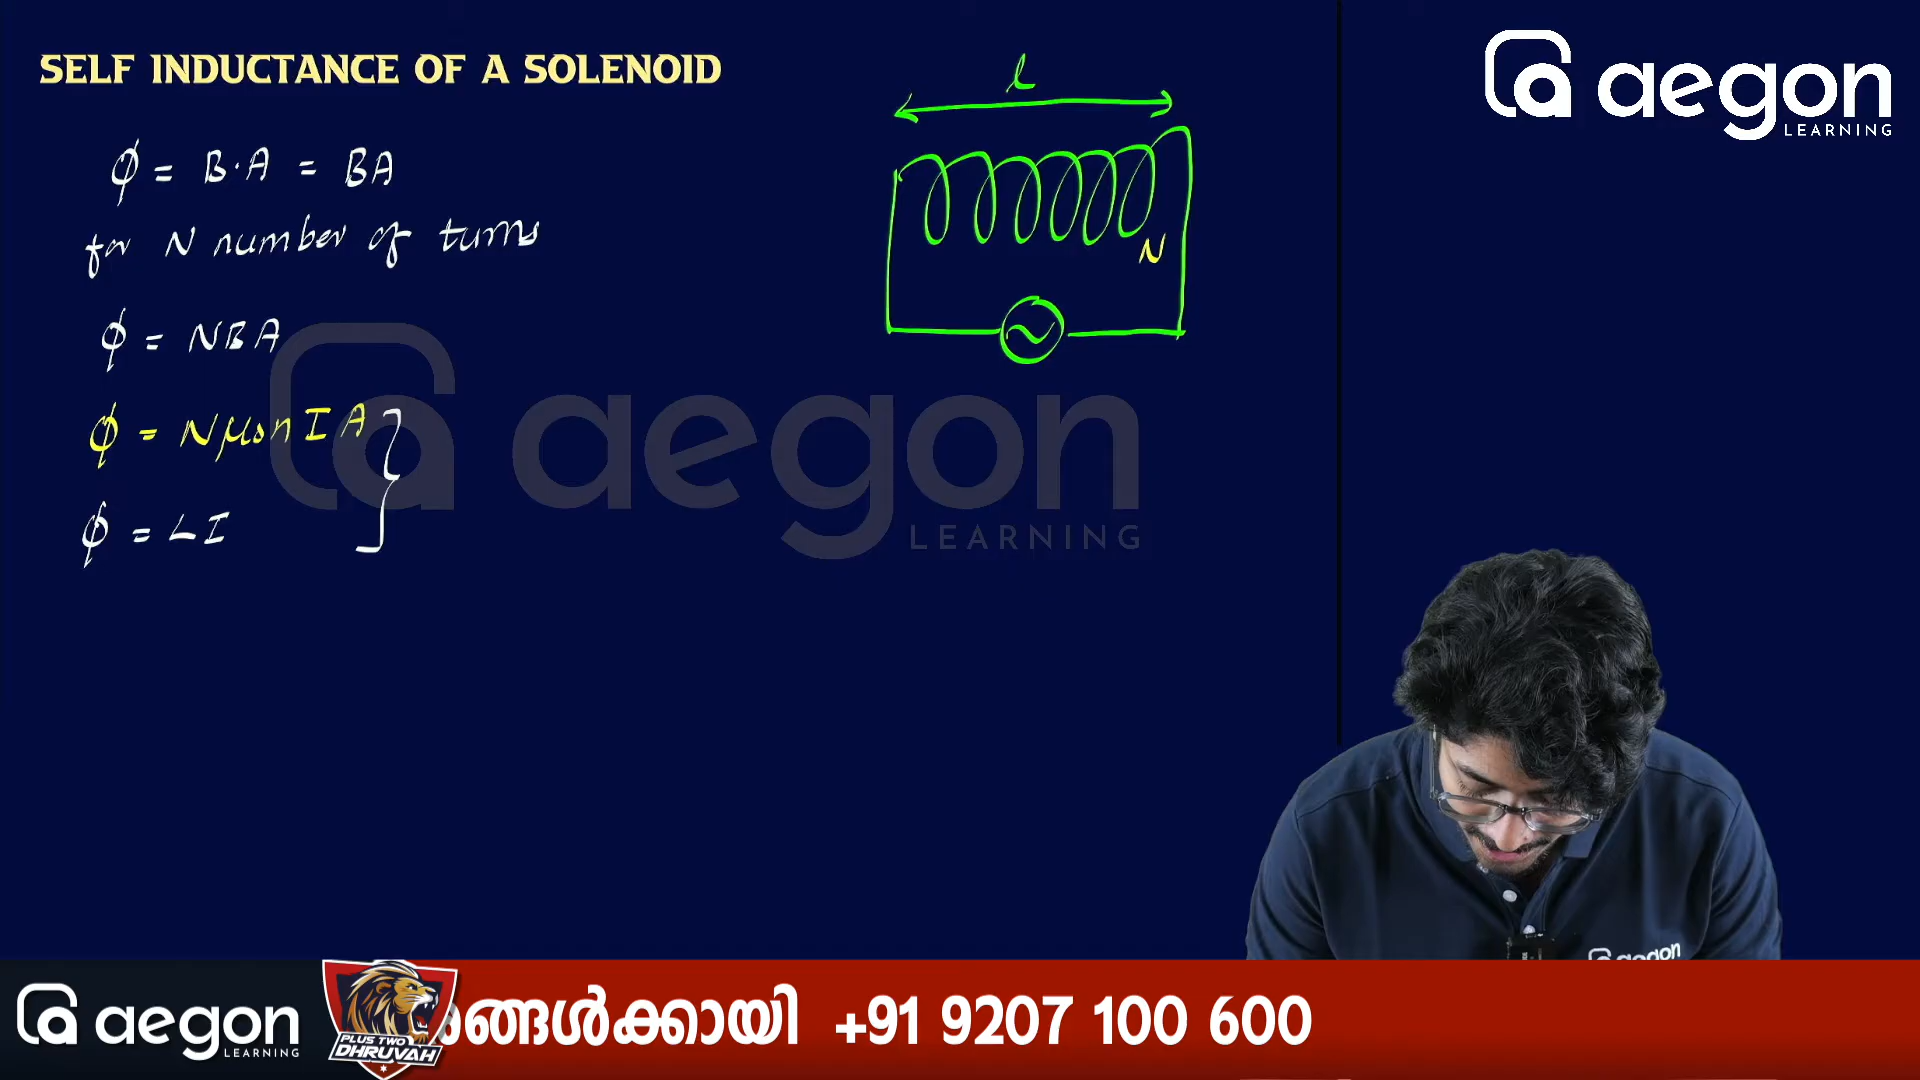 SELF INDUCTANCE OF A SOLENOID
l
aegon
LEARNING
ϕ = B·A = BA
for N number of turns
N
ϕ = NBA
ϕ = Nμ₀nIA
ϕ = LI
aegon
LEARNING
aegon
aegon
LEARNING
PLUS TWO
DHRUVAH
ങ്ങൾക്കായി +91 9207 100 600